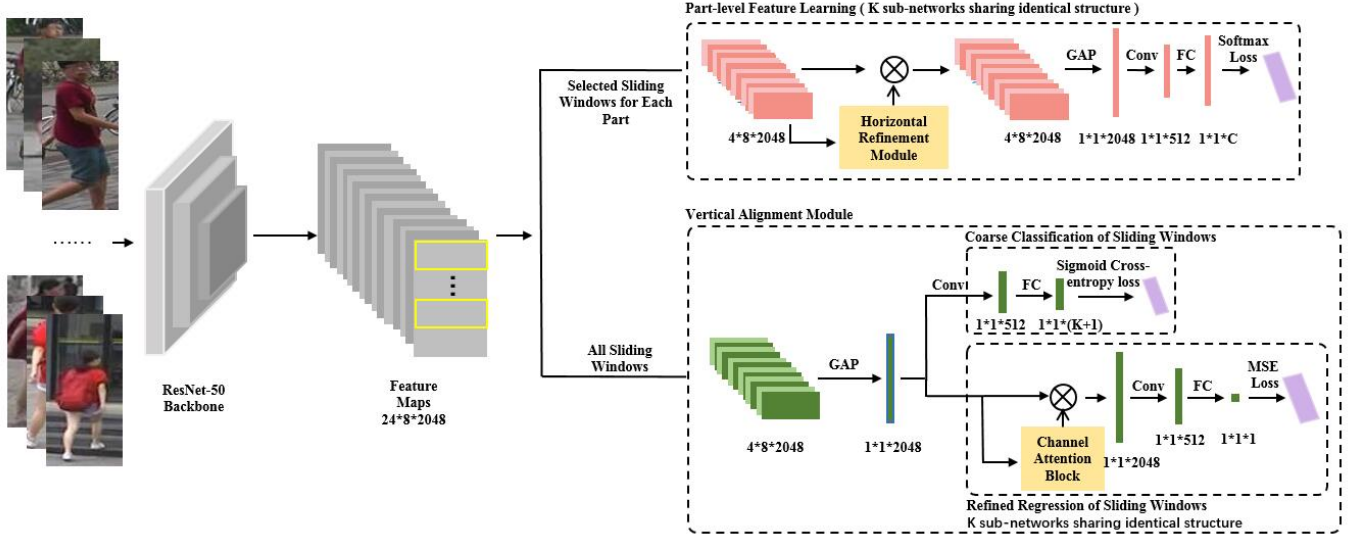 Part-level Feature Learning ( K sub-networks sharing identical structure )
Selected Sliding
Windows for Each
Part
4*8*2048
Horizontal
Refinement
Module
4*8*2048
GAP
1*1*2048
Conv
1*1*512
FC
1*1*C
Softmax
Loss
......
ResNet-50
Backbone
Feature
Maps
24*8*2048
All Sliding
Windows
Vertical Alignment Module
4*8*2048
GAP
1*1*2048
Coarse Classification of Sliding Windows
Conv
1*1*512
FC
1*1*(K+1)
Sigmoid Cross-
entropy loss
Channel
Attention
Block
1*1*2048
Conv
1*1*512
FC
1*1*1
MSE
Loss
Refined Regression of Sliding Windows
K sub-networks sharing identical structure